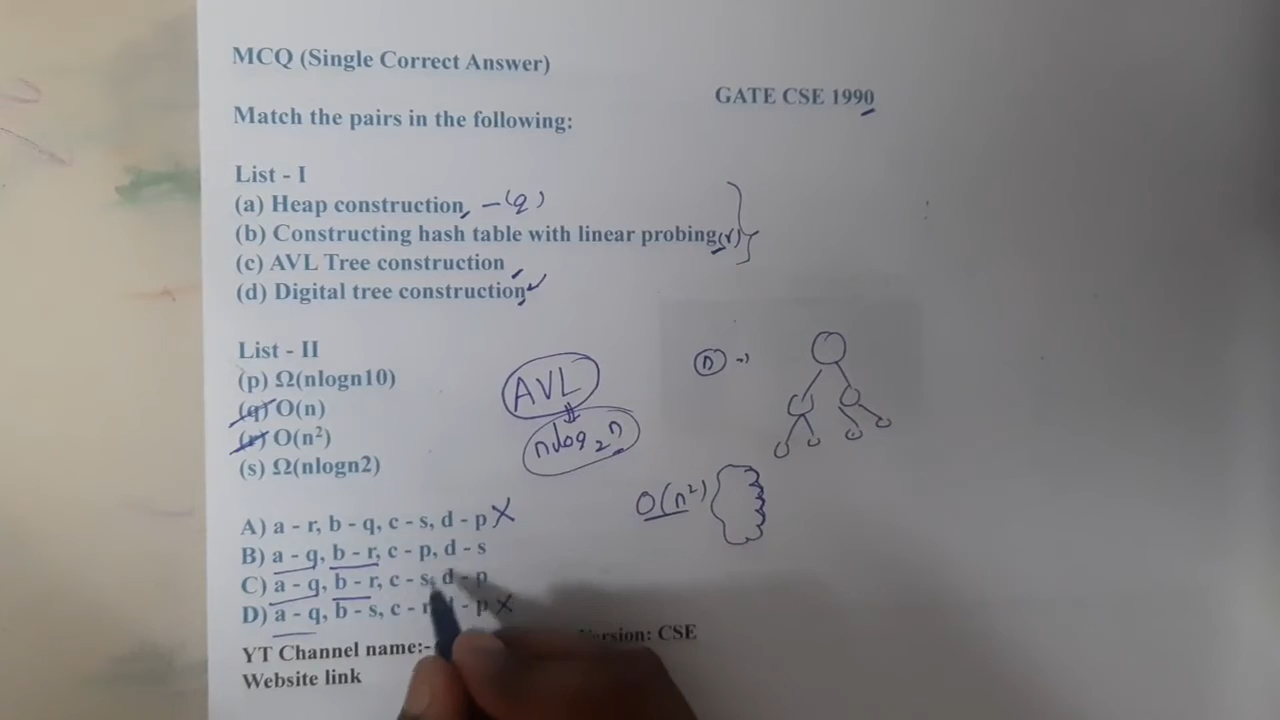 MCQ (Single Correct Answer)
GATE CSE 1990
Match the pairs in the following:
List - I
(a) Heap construction, -(q)
(b) Constructing hash table with linear probing (r)
(c) AVL Tree construction
(d) Digital tree construction
List - II
(p) Ω(nlogn10)
(q) O(n)
(r) O(n²)
(s) Ω(nlogn2)
AVL
nlog₂n
n
O(n²)
A) a - r, b - q, c - s, d - p X
B) a - q, b - r, c - p, d - s
C) a - q, b - r, c - s, d - p
D) a - q, b - s, c - - p X
YT Channel name:- Version: CSE
Website link